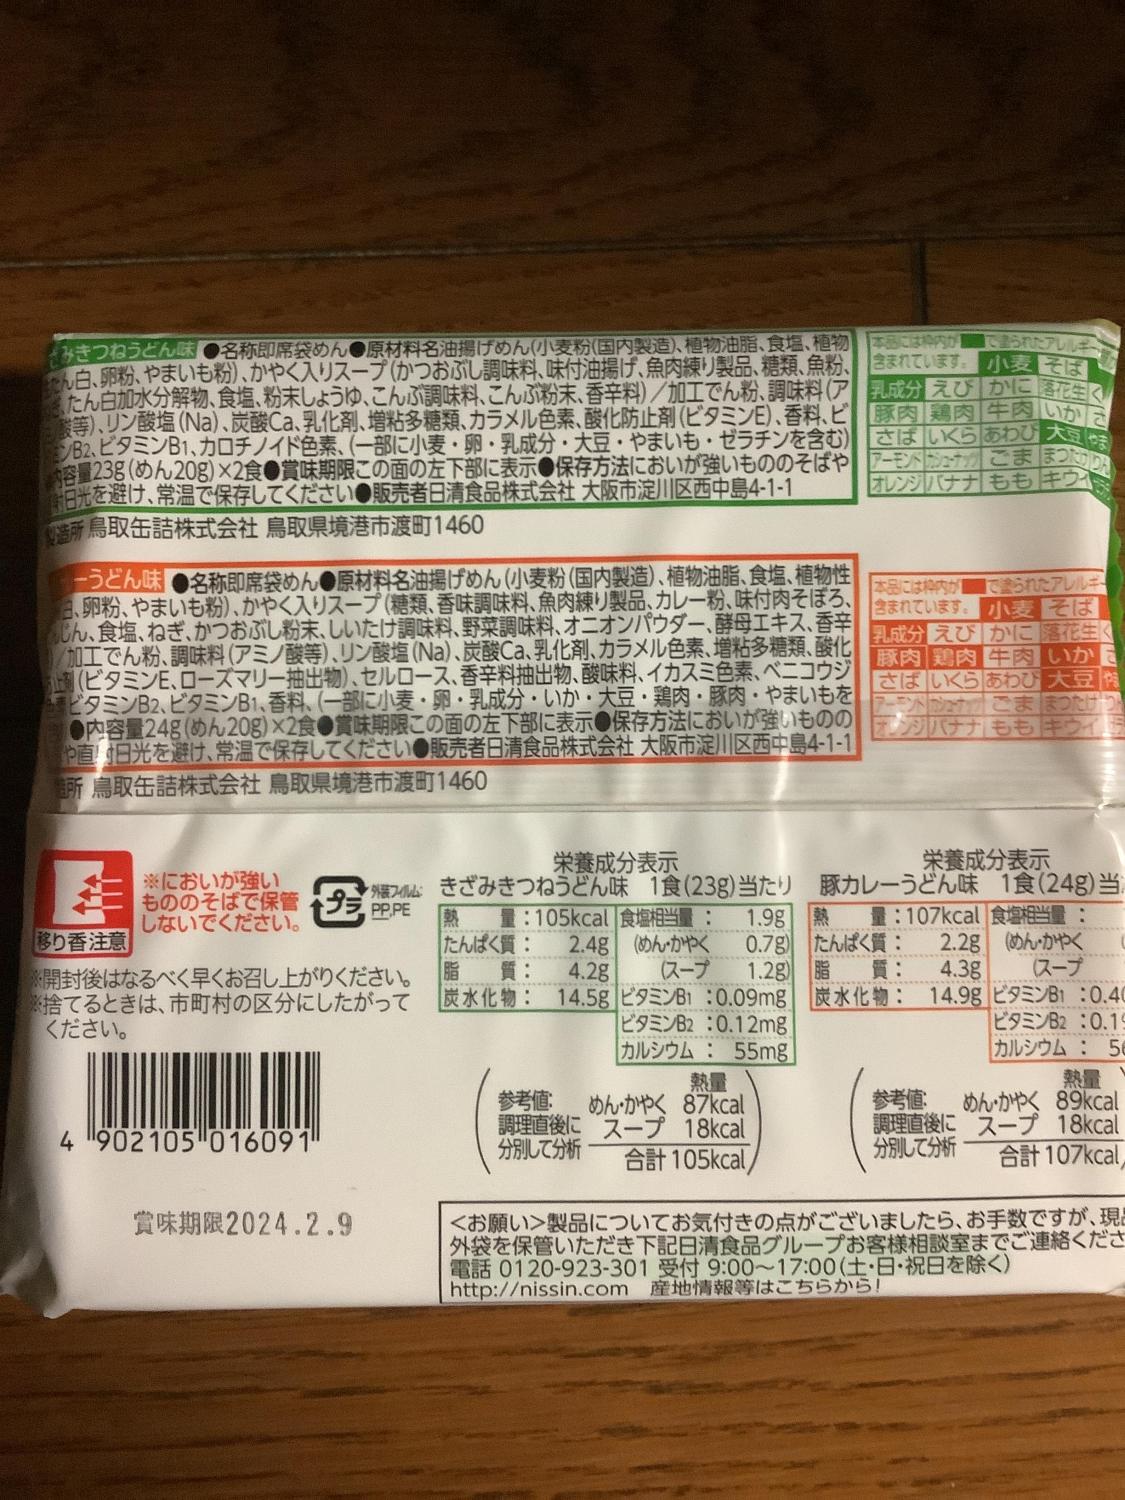 ざみきつねうどん味 ●名称即席袋めん●原材料名油揚げめん(小麦粉(国内製造)、植物油脂、食塩、植物
たん白、卵粉、やまいも粉)、かやく入りスープ(かつおぶし調味料、味付油揚げ、魚肉練り製品、糖類、魚粉、
、たん白加水分解物、食塩、粉末しょうゆ、こんぶ調味料、こんぶ粉末、香辛料)/加工でん粉、調味料(ア
ノ酸等)、リン酸塩(Na)、炭酸Ca、乳化剤、増粘多糖類、カラメル色素、酸化防止剤(ビタミンE)、香料、ビ
ミンB2、ビタミンB1、カロチノイド色素、(一部に小麦・卵・乳成分・大豆・やまいも・ゼラチンを含む)
内容量23g(めん20g)×2食●賞味期限この面の左下部に表示●保存方法においが強いもののそばや
射日光を避け、常温で保存してください●販売者日清食品株式会社 大阪市淀川区西中島4-1-1
製造所 鳥取缶詰株式会社 鳥取県境港市渡町1460
本品には枠内が■で塗られたアレルギー
含まれています。 小麦 そば
乳成分 えび かに 落花生 く
豚肉 鶏肉 牛肉 いか さ
さば いくら あわび 大豆 やま
アーモンド カシューナッツ ごま まつたけ りん
オレンジ バナナ もも キウイ
ーうどん味 ●名称即席袋めん●原材料名油揚げめん(小麦粉(国内製造)、植物油脂、食塩、植物性
白、卵粉、やまいも粉)、かやく入りスープ(糖類、香味調味料、魚肉練り製品、カレー粉、味付肉そぼろ、
んじん、食塩、ねぎ、かつおぶし粉末、しいたけ調味料、野菜調味料、オニオンパウダー、酵母エキス、香辛
)/加工でん粉、調味料(アミノ酸等)、リン酸塩(Na)、炭酸Ca、乳化剤、カラメル色素、増粘多糖類、酸化
止剤(ビタミンE、ローズマリー抽出物)、セルロース、香辛料抽出物、酸味料、イカスミ色素、ベニコウジ
ビタミンB2、ビタミンB1、香料、(一部に小麦・卵・乳成分・いか・大豆・鶏肉・豚肉・やまいもを
●内容量24g(めん20g)×2食●賞味期限この面の左下部に表示●保存方法においが強いものの
や直射日光を避け、常温で保存してください●販売者日清食品株式会社 大阪市淀川区西中島4-1-1
造所 鳥取缶詰株式会社 鳥取県境港市渡町1460
本品には枠内が■で塗られたアレルギー
含まれています。 小麦 そば
乳成分 えび かに 落花生 く
豚肉 鶏肉 牛肉 いか さ
さば いくら あわび 大豆 や
アーモンド カシューナッツ ごま まつたけ りん
オレンジ バナナ もも キウイ
移り香注意
※においが強い
もののそばで保管
しないでください。
プラ
外装フィルム:
PP,PE
※開封後はなるべく早くお召し上がりください。
※捨てるときは、市町村の区分にしたがって
ください。
4 902105 016091
賞味期限2024.2.9
栄養成分表示
きざみきつねうどん味 1食(23g)当たり
熱量:105kcal 食塩相当量: 1.9g
たんぱく質: 2.4g (めん・かやく 0.7g)
脂質: 4.2g (スープ 1.2g)
炭水化物: 14.5g ビタミンB1:0.09mg
ビタミンB2:0.12mg
カルシウム: 55mg
熱量
参考値: めん・かやく 87kcal
調理直後に スープ 18kcal
分別して分析 合計 105kcal
栄養成分表示
豚カレーうどん味 1食(24g)当
熱量:107kcal 食塩相当量:
たんぱく質: 2.2g (めん・かやく
脂質: 4.3g (スープ
炭水化物: 14.9g ビタミンB1:0.40
ビタミンB2:0.19
カルシウム: 5
熱量
参考値: めん・かやく 89kcal
調理直後に スープ 18kcal
分別して分析 合計 107kcal
<お願い>製品についてお気付きの点がございましたら、お手数ですが、現
外袋を保管いただき下記日清食品グループお客様相談室までご連絡くださ
電話 0120-923-301 受付 9:00〜17:00(土・日・祝日を除く)
http://nissin.com 産地情報等はこちらから!